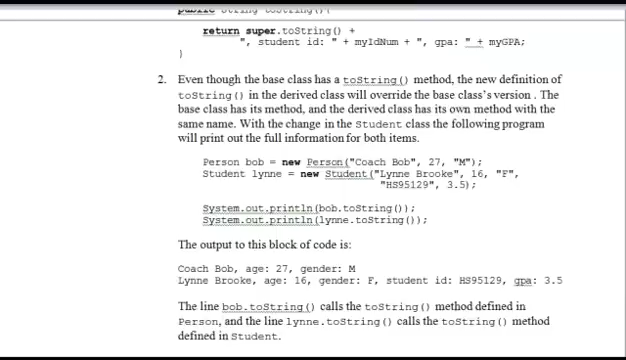 public String toString(){
return super.toString() +
", student id: " + myIdNum + ", gpa: " + myGPA;
}
2. Even though the base class has a toString() method, the new definition of
toString() in the derived class will override the base class's version . The
base class has its method, and the derived class has its own method with the
same name. With the change in the Student class the following program
will print out the full information for both items.
Person bob = new Person("Coach Bob", 27, "M");
Student lynne = new Student("Lynne Brooke", 16, "F",
"HS95129", 3.5);
System.out.println(bob.toString());
System.out.println(lynne.toString());
The output to this block of code is:
Coach Bob, age: 27, gender: M
Lynne Brooke, age: 16, gender: F, student id: HS95129, gpa: 3.5
The line bob.toString() calls the toString() method defined in
Person, and the line lynne.toString() calls the toString() method
defined in Student.